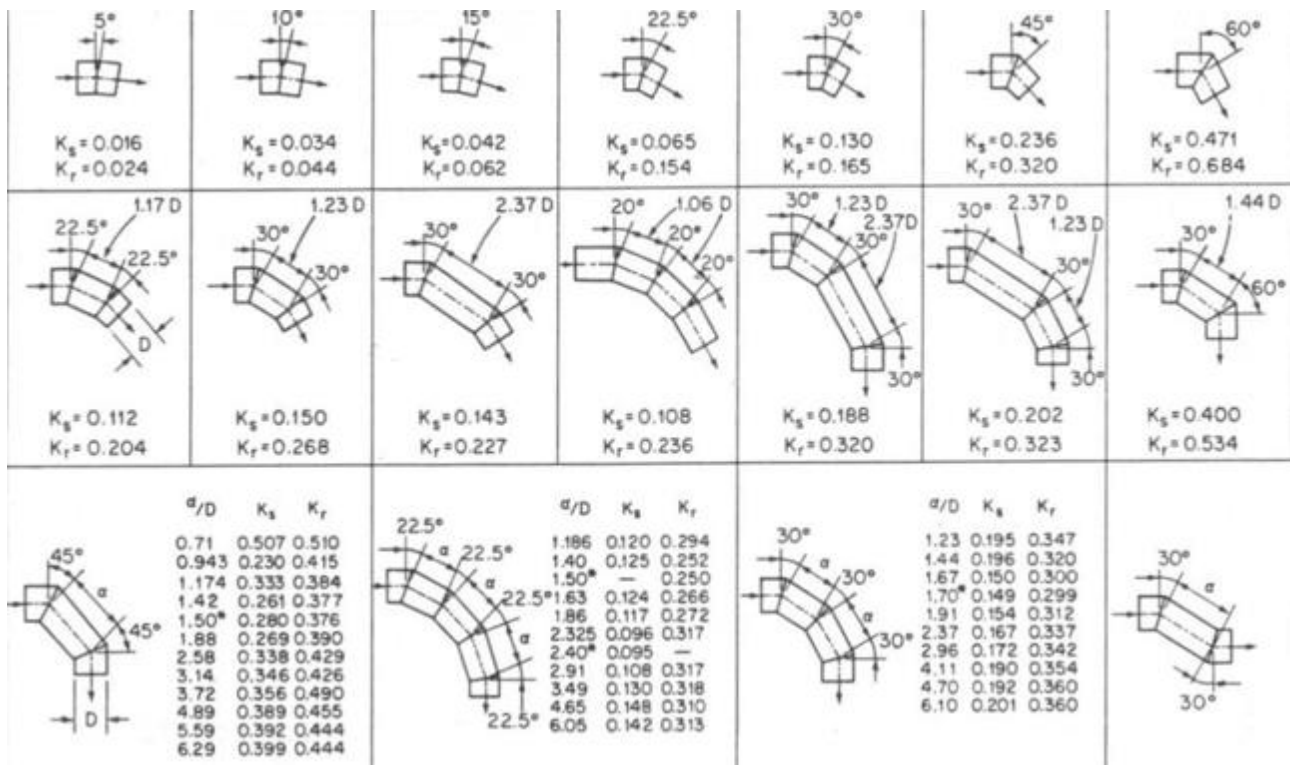 5°
10°
15°
22.5°
30°
45°
60°
Ks=0.016
Kr=0.024
Ks=0.034
Kr=0.044
Ks=0.042
Kr=0.062
Ks=0.065
Kr=0.154
Ks=0.130
Kr=0.165
Ks=0.236
Kr=0.320
Ks=0.471
Kr=0.684
22.5° 1.17 D
22.5°
D
Ks=0.112
Kr=0.204
30° 1.23 D
30°
Ks=0.150
Kr=0.268
30° 2.37 D
30°
Ks=0.143
Kr=0.227
20° 1.06 D
20°
20°
Ks=0.108
Kr=0.236
30° 1.23 D
30° 2.37 D
30°
Ks=0.188
Kr=0.320
30° 2.37 D
30° 1.23 D
30°
Ks=0.202
Kr=0.323
30° 1.44 D
60°
Ks=0.400
Kr=0.534
45°
α
45°
D
α/D Ks Kr
0.71 0.507 0.510
0.943 0.230 0.415
1.174 0.333 0.384
1.42 0.261 0.377
1.50* 0.280 0.376
1.88 0.269 0.390
2.58 0.338 0.429
3.14 0.346 0.426
3.72 0.356 0.490
4.89 0.389 0.455
5.59 0.392 0.444
6.29 0.399 0.444
22.5°
α
22.5°
α
22.5°
α
22.5°
α/D Ks Kr
1.186 0.120 0.294
1.40 0.125 0.252
1.50* — 0.250
1.63 0.124 0.266
1.86 0.117 0.272
2.325 0.096 0.317
2.40* 0.095 —
2.91 0.108 0.317
3.49 0.130 0.318
4.65 0.148 0.310
6.05 0.142 0.313
30°
α
30°
α
30°
α/D Ks Kr
1.23 0.195 0.347
1.44 0.196 0.320
1.67 0.150 0.300
1.70* 0.149 0.299
1.91 0.154 0.312
2.37 0.167 0.337
2.96 0.172 0.342
4.11 0.190 0.354
4.70 0.192 0.360
6.10 0.201 0.360
30°
α
30°